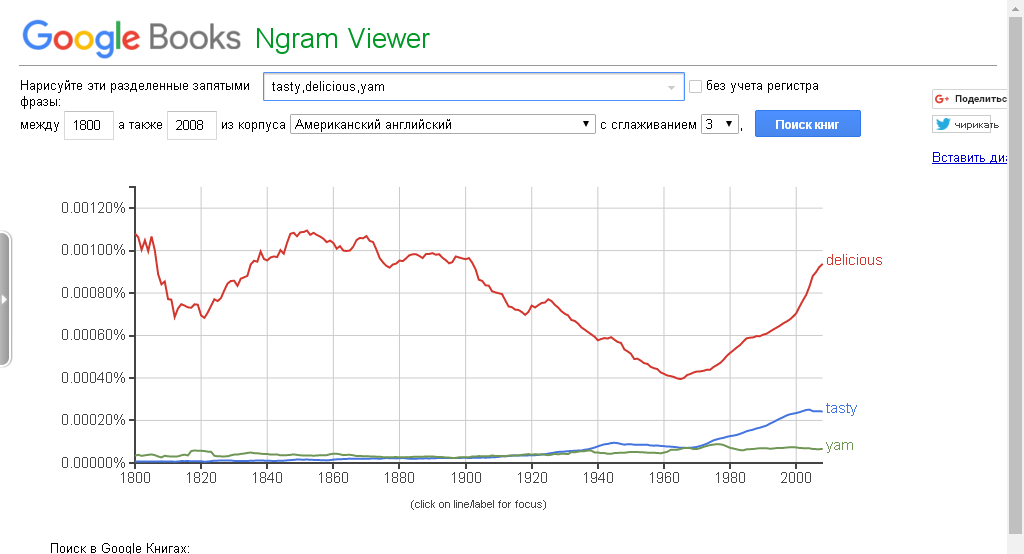 Google Books Ngram Viewer
Нарисуйте эти разделенные запятыми фразы: tasty,delicious,yam без учета регистра
между 1800 а также 2008 из корпуса Американский английский с сглаживанием 3 , Поиск книг
G+ Поделитьс
чирикать
Вставить диа
0.00120%
0.00100%
0.00080%
0.00060%
0.00040%
0.00020%
0.00000%
delicious
tasty
yam
1800 1820 1840 1860 1880 1900 1920 1940 1960 1980 2000
(click on line/label for focus)
Поиск в Google Книгах: